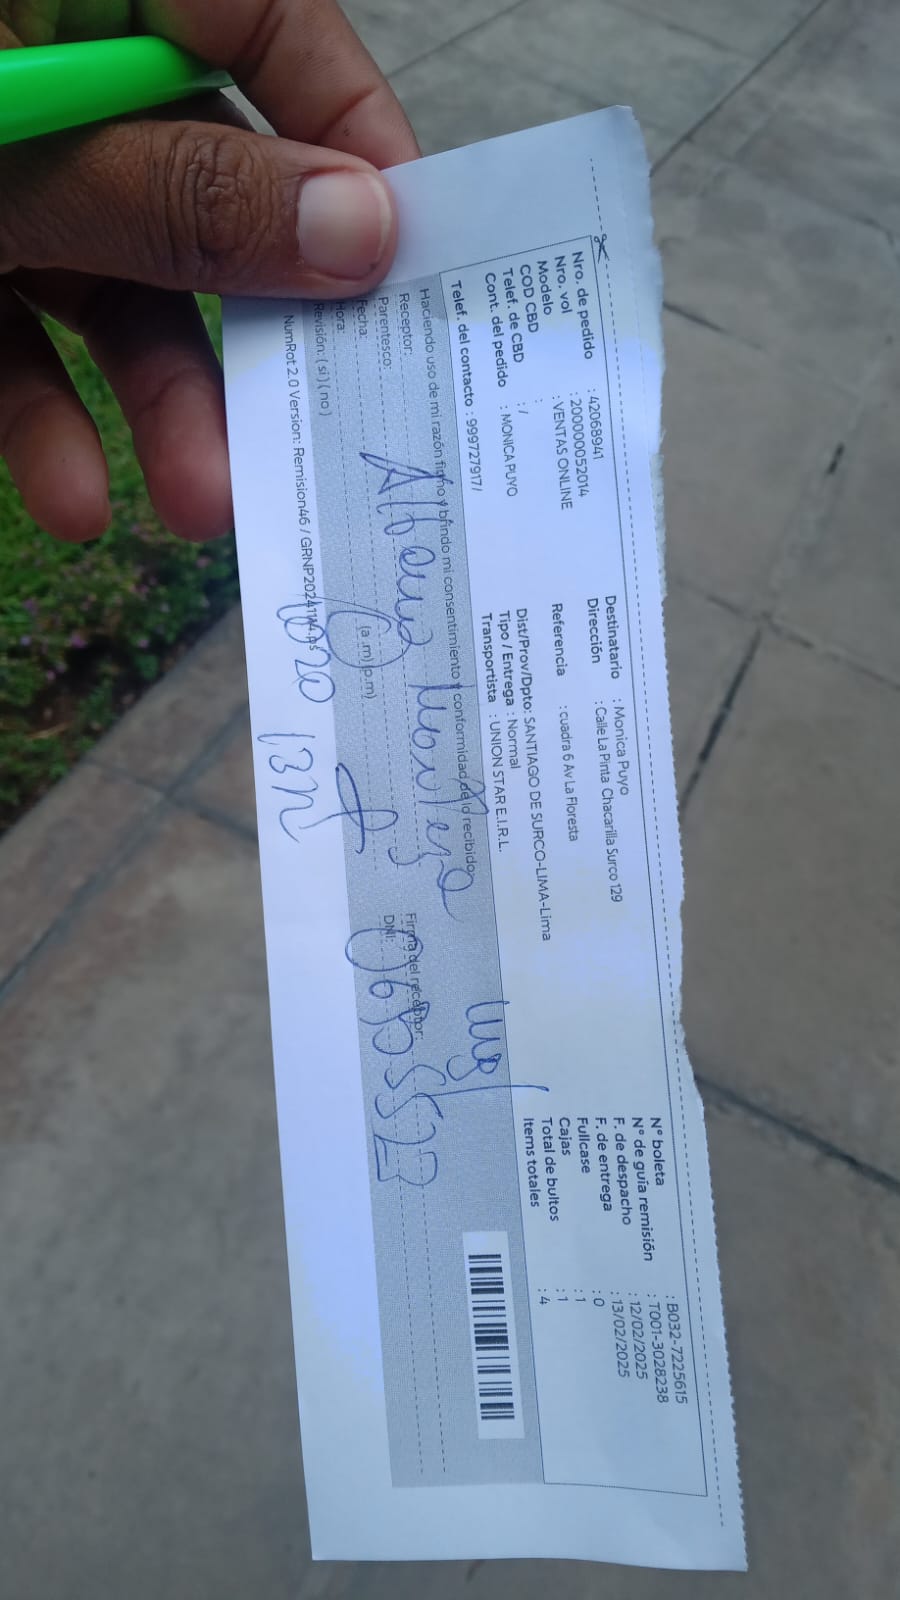 Nro. de pedido : 42068941
Nro. vol : 200000052014
Modelo : VENTAS ONLINE
COD CBD :
Telef. de CBD : /
Cont. del pedido : MONICA PUYO
Telef. del contacto : 999727917/
Destinatario : Monica Puyo
Dirección : Calle La Pinta Chacarilla Surco 129
Referencia : cuadra 6 Av La Floresta
Dist/Prov/Dpto: SANTIAGO DE SURCO-LIMA-Lima
Tipo / Entrega : Normal
Transportista : UNION STAR E.I.R.L.
N° boleta : B032-7225615
N° de guia remisión : T001-3028238
F. de despacho : 12/02/2025
F. de entrega : 13/02/2025
Fullcase : 0
Cajas : 1
Total de bultos : 1
Items totales : 4
Haciendo uso de mi razón firmo y brindo mi consentimiento y conformidad de lo recibido:
Receptor:
Parentesco:
Fecha:
Hora: (a.m) (p.m)
Revisión: ( si ) ( no )
Firma del receptor:
DNI:
NumRot 2.0 Version: Remision46 /
1020